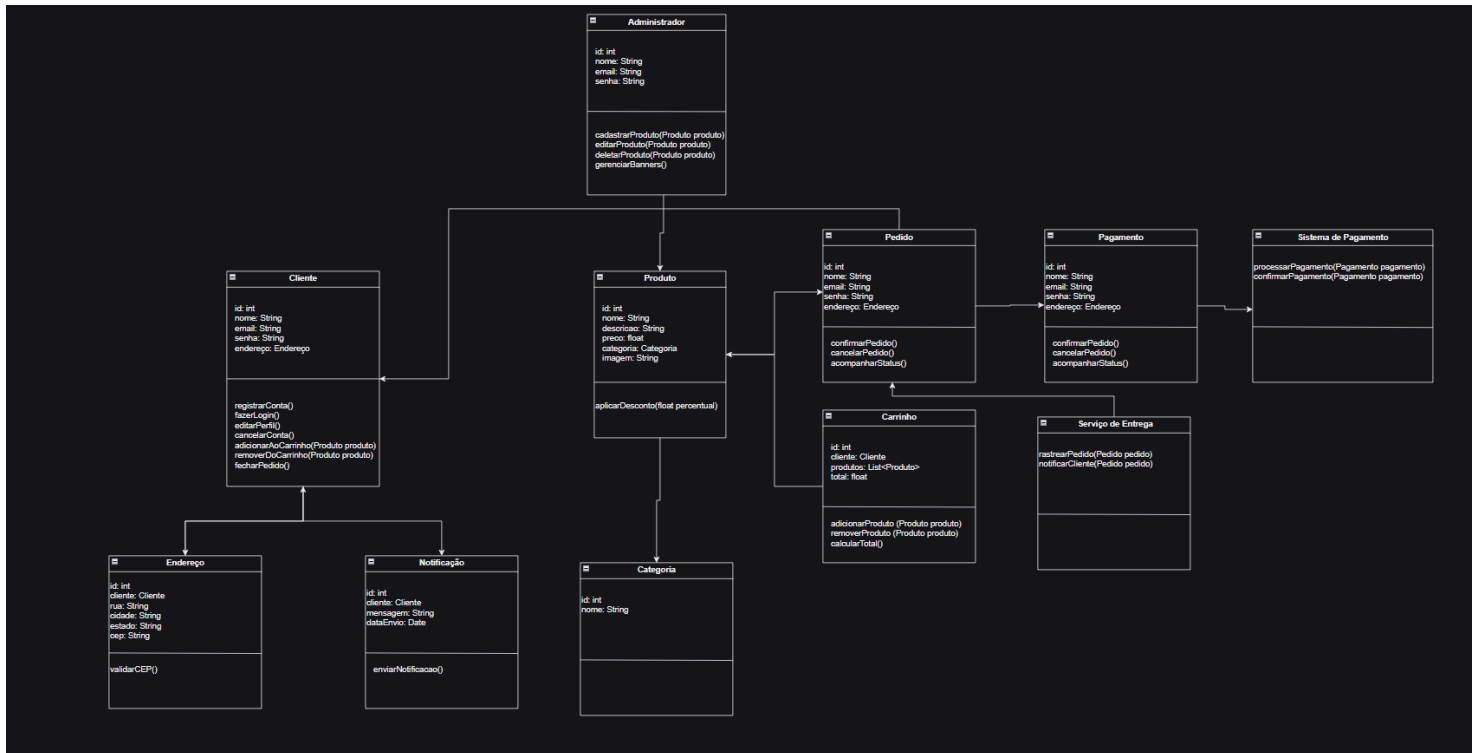 Administrador
id: int
nome: String
email: String
senha: String
cadastrarProduto(Produto produto)
editarProduto(Produto produto)
deletarProduto(Produto produto)
gerenciarBanners()
Cliente
id: int
nome: String
email: String
senha: String
endereço: Endereço
registrarConta()
fazerLogin()
editarPerfil()
cancelarConta()
adicionarAoCarrinho(Produto produto)
removerDoCarrinho(Produto produto)
fecharPedido()
Produto
id: int
nome: String
descricao: String
preco: float
categoria: Categoria
imagem: String
aplicarDesconto(float percentual)
Pedido
id: int
nome: String
email: String
senha: String
endereço: Endereço
confirmarPedido()
cancelarPedido()
acompanharStatus()
Pagamento
id: int
nome: String
email: String
senha: String
endereço: Endereço
confirmarPedido()
cancelarPedido()
acompanharStatus()
Sistema de Pagamento
processarPagamento(Pagamento pagamento)
confirmarPagamento(Pagamento pagamento)
Carrinho
id: int
cliente: Cliente
produtos: List<Produto>
total: float
adicionarProduto (Produto produto)
removerProduto (Produto produto)
calcularTotal()
Serviço de Entrega
rastrearPedido(Pedido pedido)
notificarCliente(Pedido pedido)
Endereço
id: int
cliente: Cliente
rua: String
cidade: String
estado: String
cep: String
validarCEP()
Notificação
id: int
cliente: Cliente
mensagem: String
dataEnvio: Date
enviarNotificacao()
Categoria
id: int
nome: String